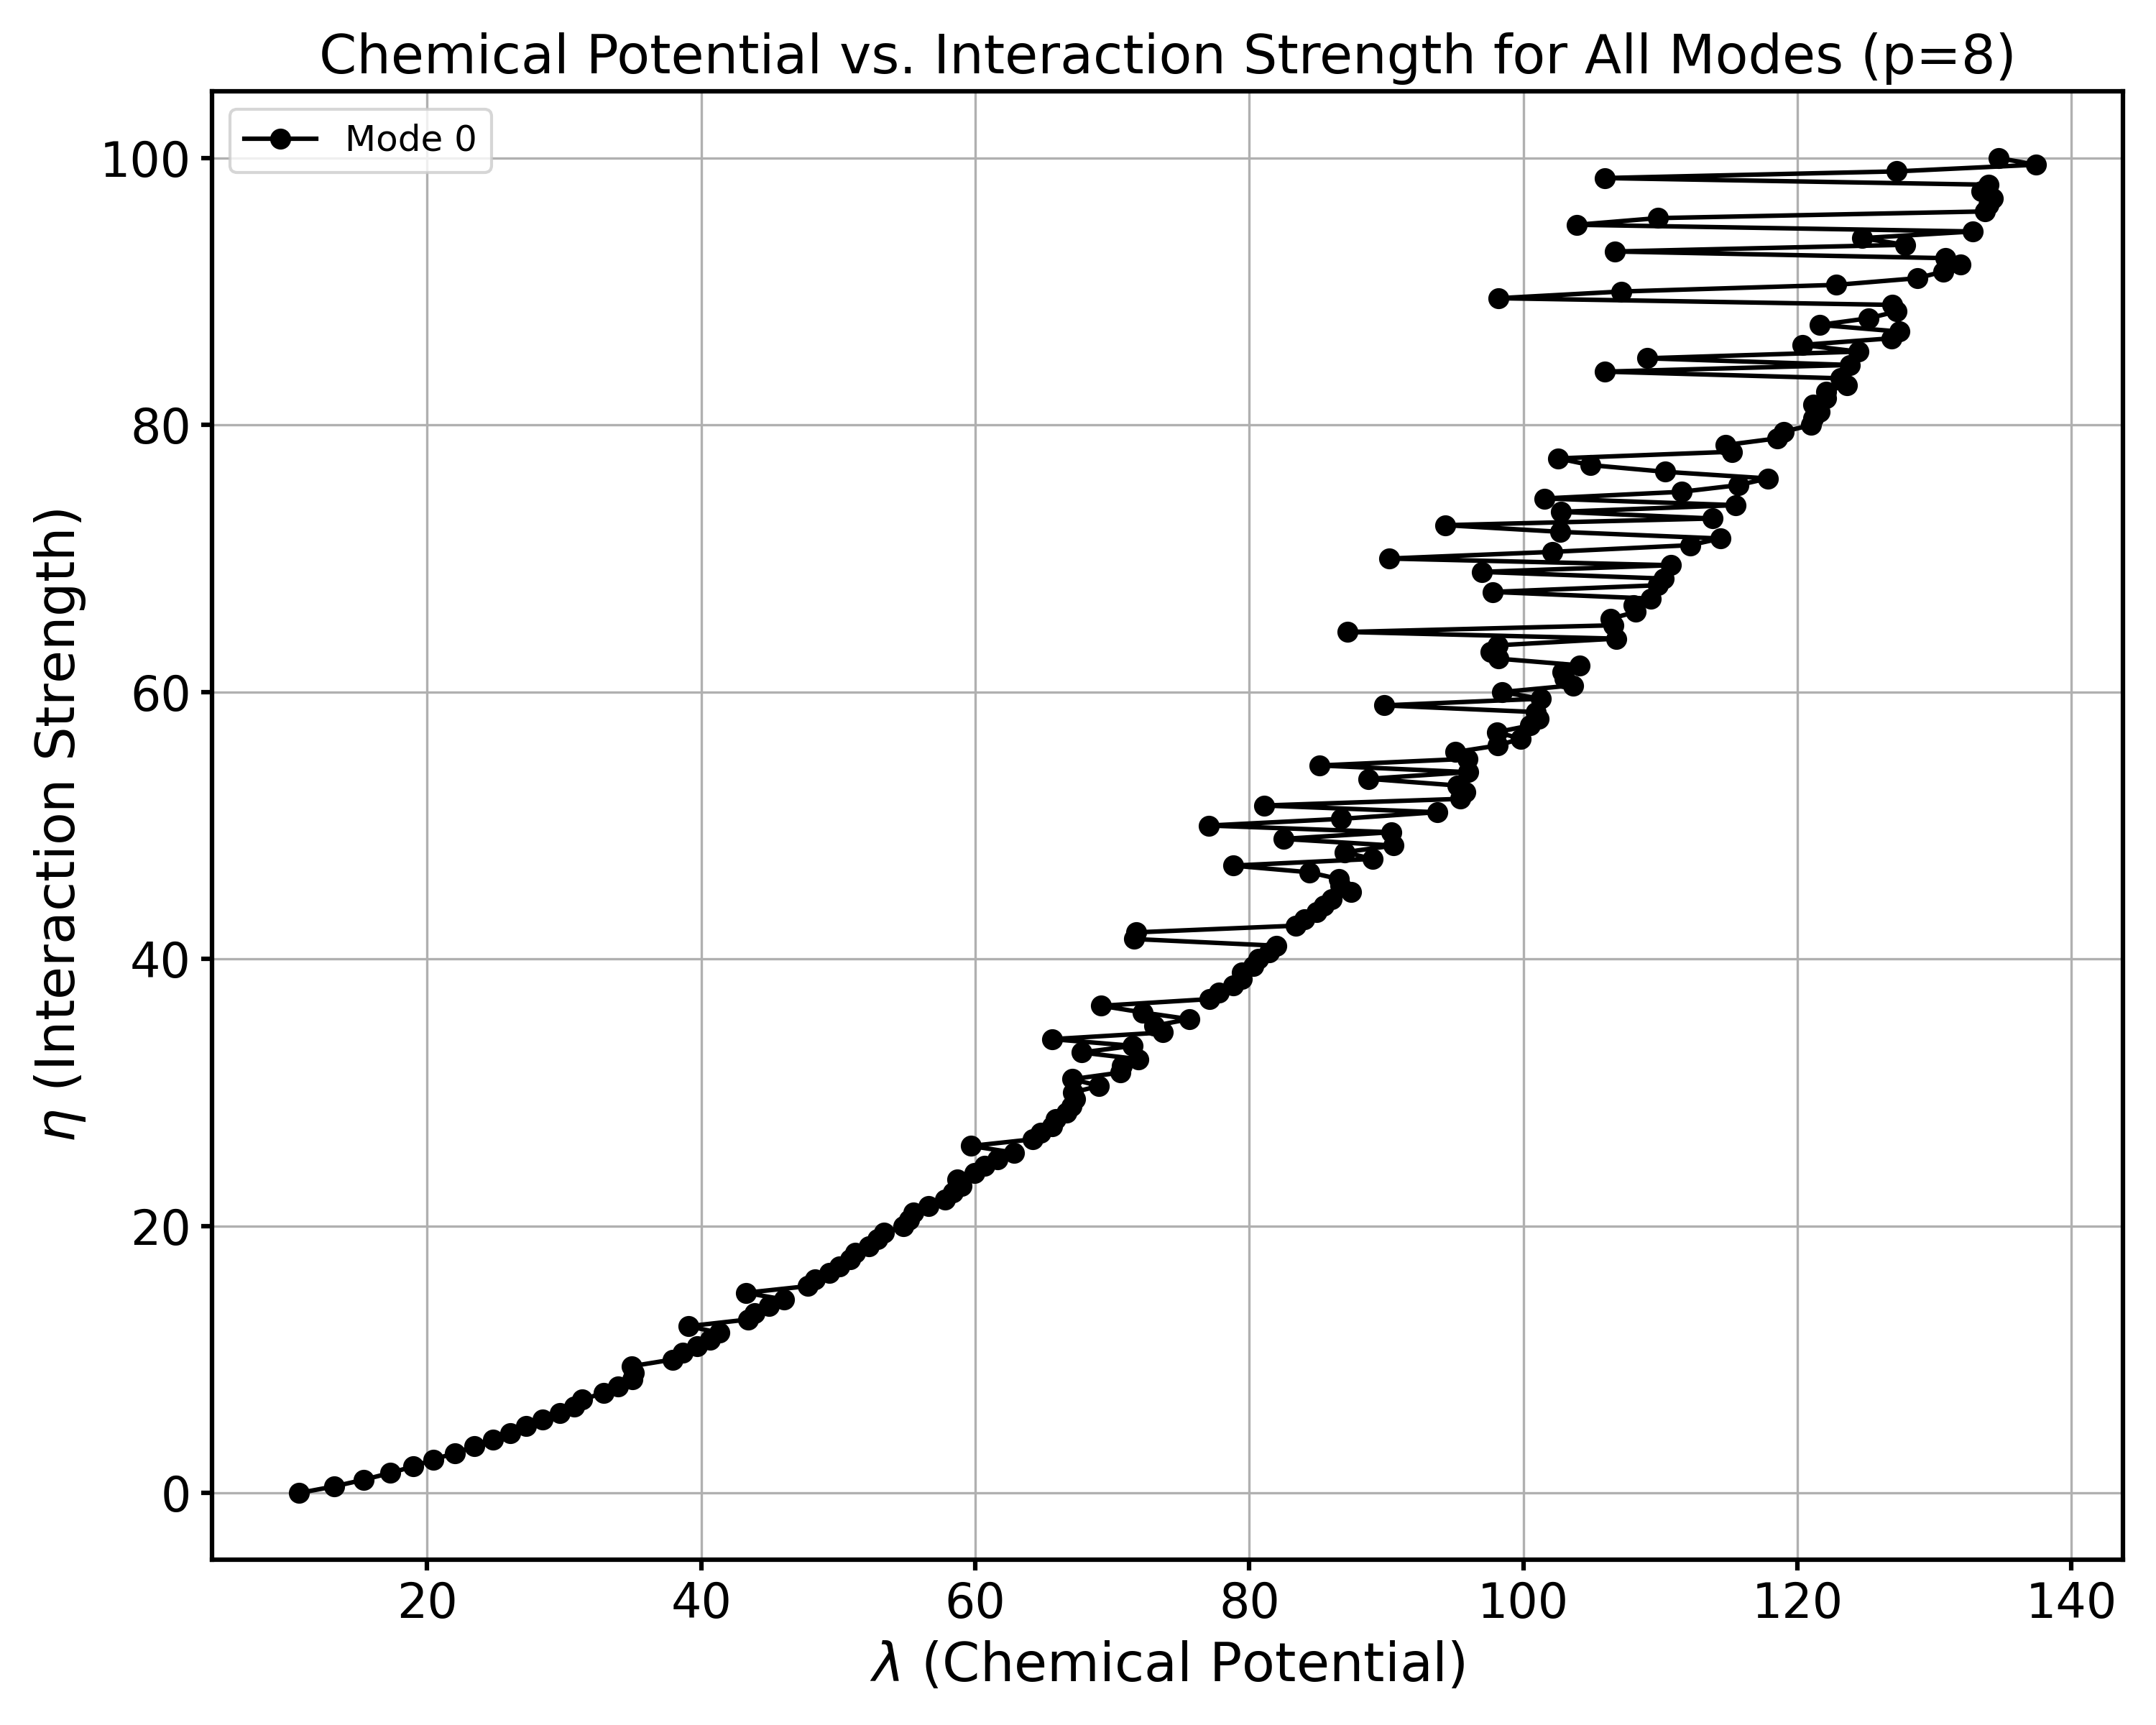 Chemical Potential vs. Interaction Strength for All Modes (p=8)
Mode 0
η (Interaction Strength)
100
80
60
40
20
0
20 40 60 80 100 120 140
λ (Chemical Potential)